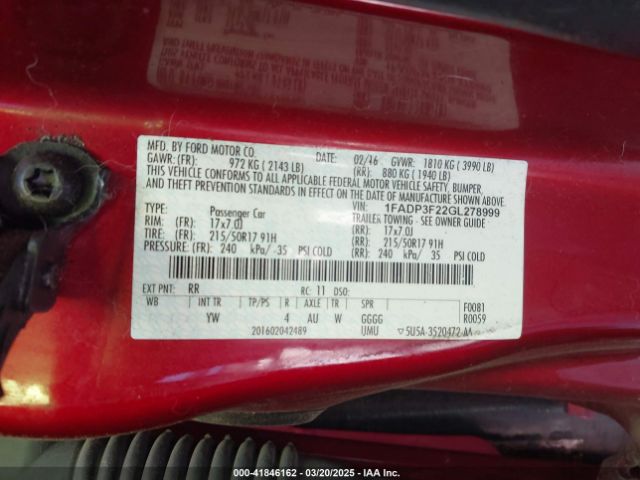 MFD. BY FORD MOTOR CO.
DATE: 02/16 GVWR: 1810 KG ( 3990 LB)
GAWR: (FR): 972 KG ( 2143 LB) (RR): 880 KG ( 1940 LB)
THIS VEHICLE CONFORMS TO ALL APPLICABLE FEDERAL MOTOR VEHICLE SAFETY, BUMPER,
AND THEFT PREVENTION STANDARDS IN EFFECT ON THE DATE OF MANUFACTURE SHOWN ABOVE.
VIN: 1FADP3F22GL278999
TYPE: Passenger Car TRAILER TOWING - SEE OWNER GUIDE
RIM: (FR): 17x7.0J (RR): 17x7.0J
TIRE: (FR): 215/50R17 91H (RR): 215/50R17 91H
PRESSURE: (FR): 240 kPa/ 35 PSI COLD (RR): 240 kPa/ 35 PSI COLD
EXT PNT: RR RC: 11 DSO:
WB INT TR TP/PS R AXLE TR SPR F0081
YW 4 AU W GGGG R0059
201602042489 IJMU 5U5A-3520472-AA
000-41846162 — 03/20/2025 — IAA Inc.